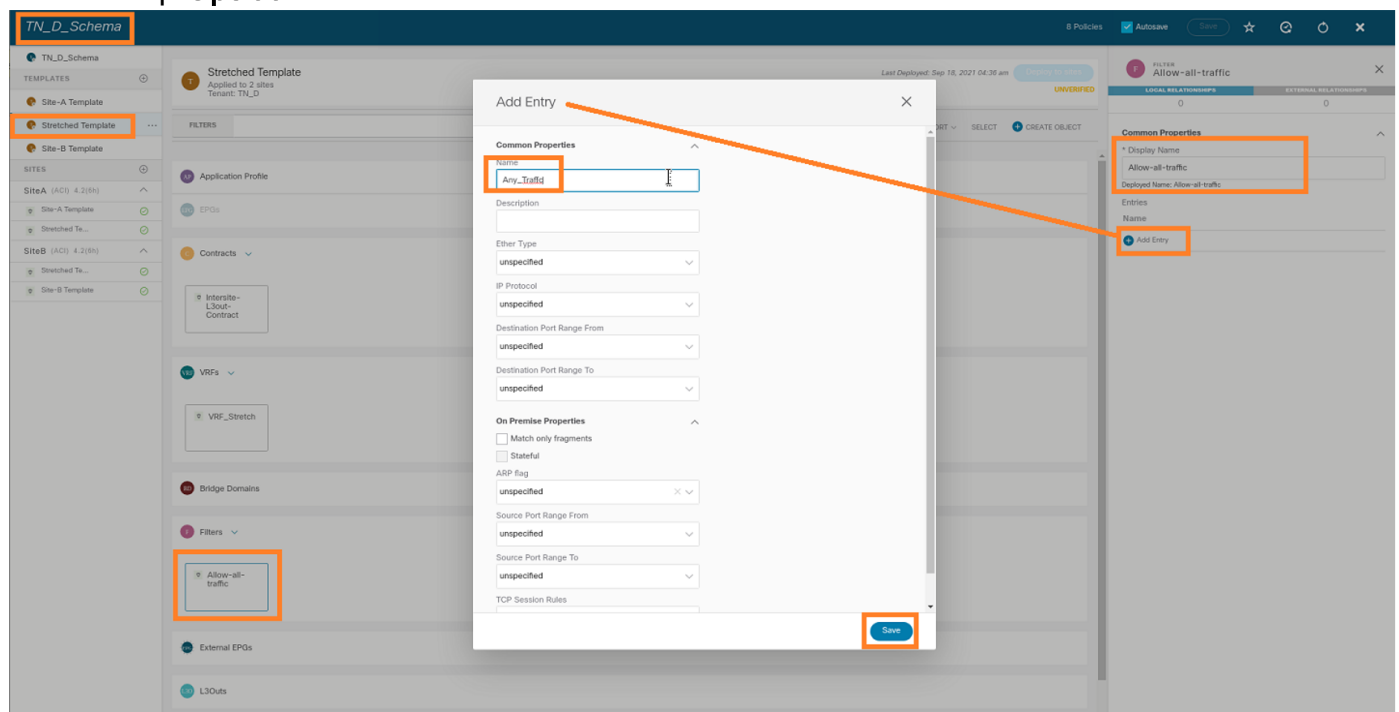 TN_D_Schema
8 Policies
Autosave
Save
TN_D_Schema
TEMPLATES
Site-A Template
Stretched Template
Site-B Template
SITES
SiteA (ACI) 4.2(6h)
Site-A Template
Stretched Te...
SiteB (ACI) 4.2(5h)
Stretched Te...
Site-B Template
Stretched Template
Applied to 2 sites
Tenant: TN_D
Last Deployed: Sep 18, 2021 04:36 am
UNVERIFIED
FILTERS
SELECT
CREATE OBJECT
Application Profile
EPGs
Contracts
Intersite-
L3out-
Contract
VRFs
VRF_Stretch
Bridge Domains
Filters
Allow-all-
traffic
External EPGs
L3Outs
Add Entry
Common Properties
Name
Any_Traffic
Description
Ether Type
unspecified
IP Protocol
unspecified
Destination Port Range From
unspecified
Destination Port Range To
unspecified
On Premise Properties
Match only fragments
Stateful
ARP flag
unspecified
Source Port Range From
unspecified
Source Port Range To
unspecified
TCP Session Rules
Save
FILTER
Allow-all-traffic
LOCAL RELATIONSHIPS
EXTERNAL RELATIONSHIPS
0
0
Common Properties
* Display Name
Allow-all-traffic
Deployed Name: Allow-all-traffic
Entries
Name
Add Entry